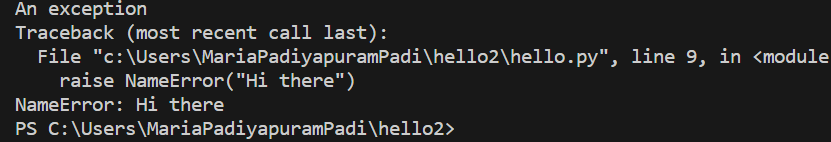 An exception
Traceback (most recent call last):
  File "c:\Users\MariaPadiyapuramPadi\hello2\hello.py", line 9, in <module
    raise NameError("Hi there")
NameError: Hi there
PS C:\Users\MariaPadiyapuramPadi\hello2>